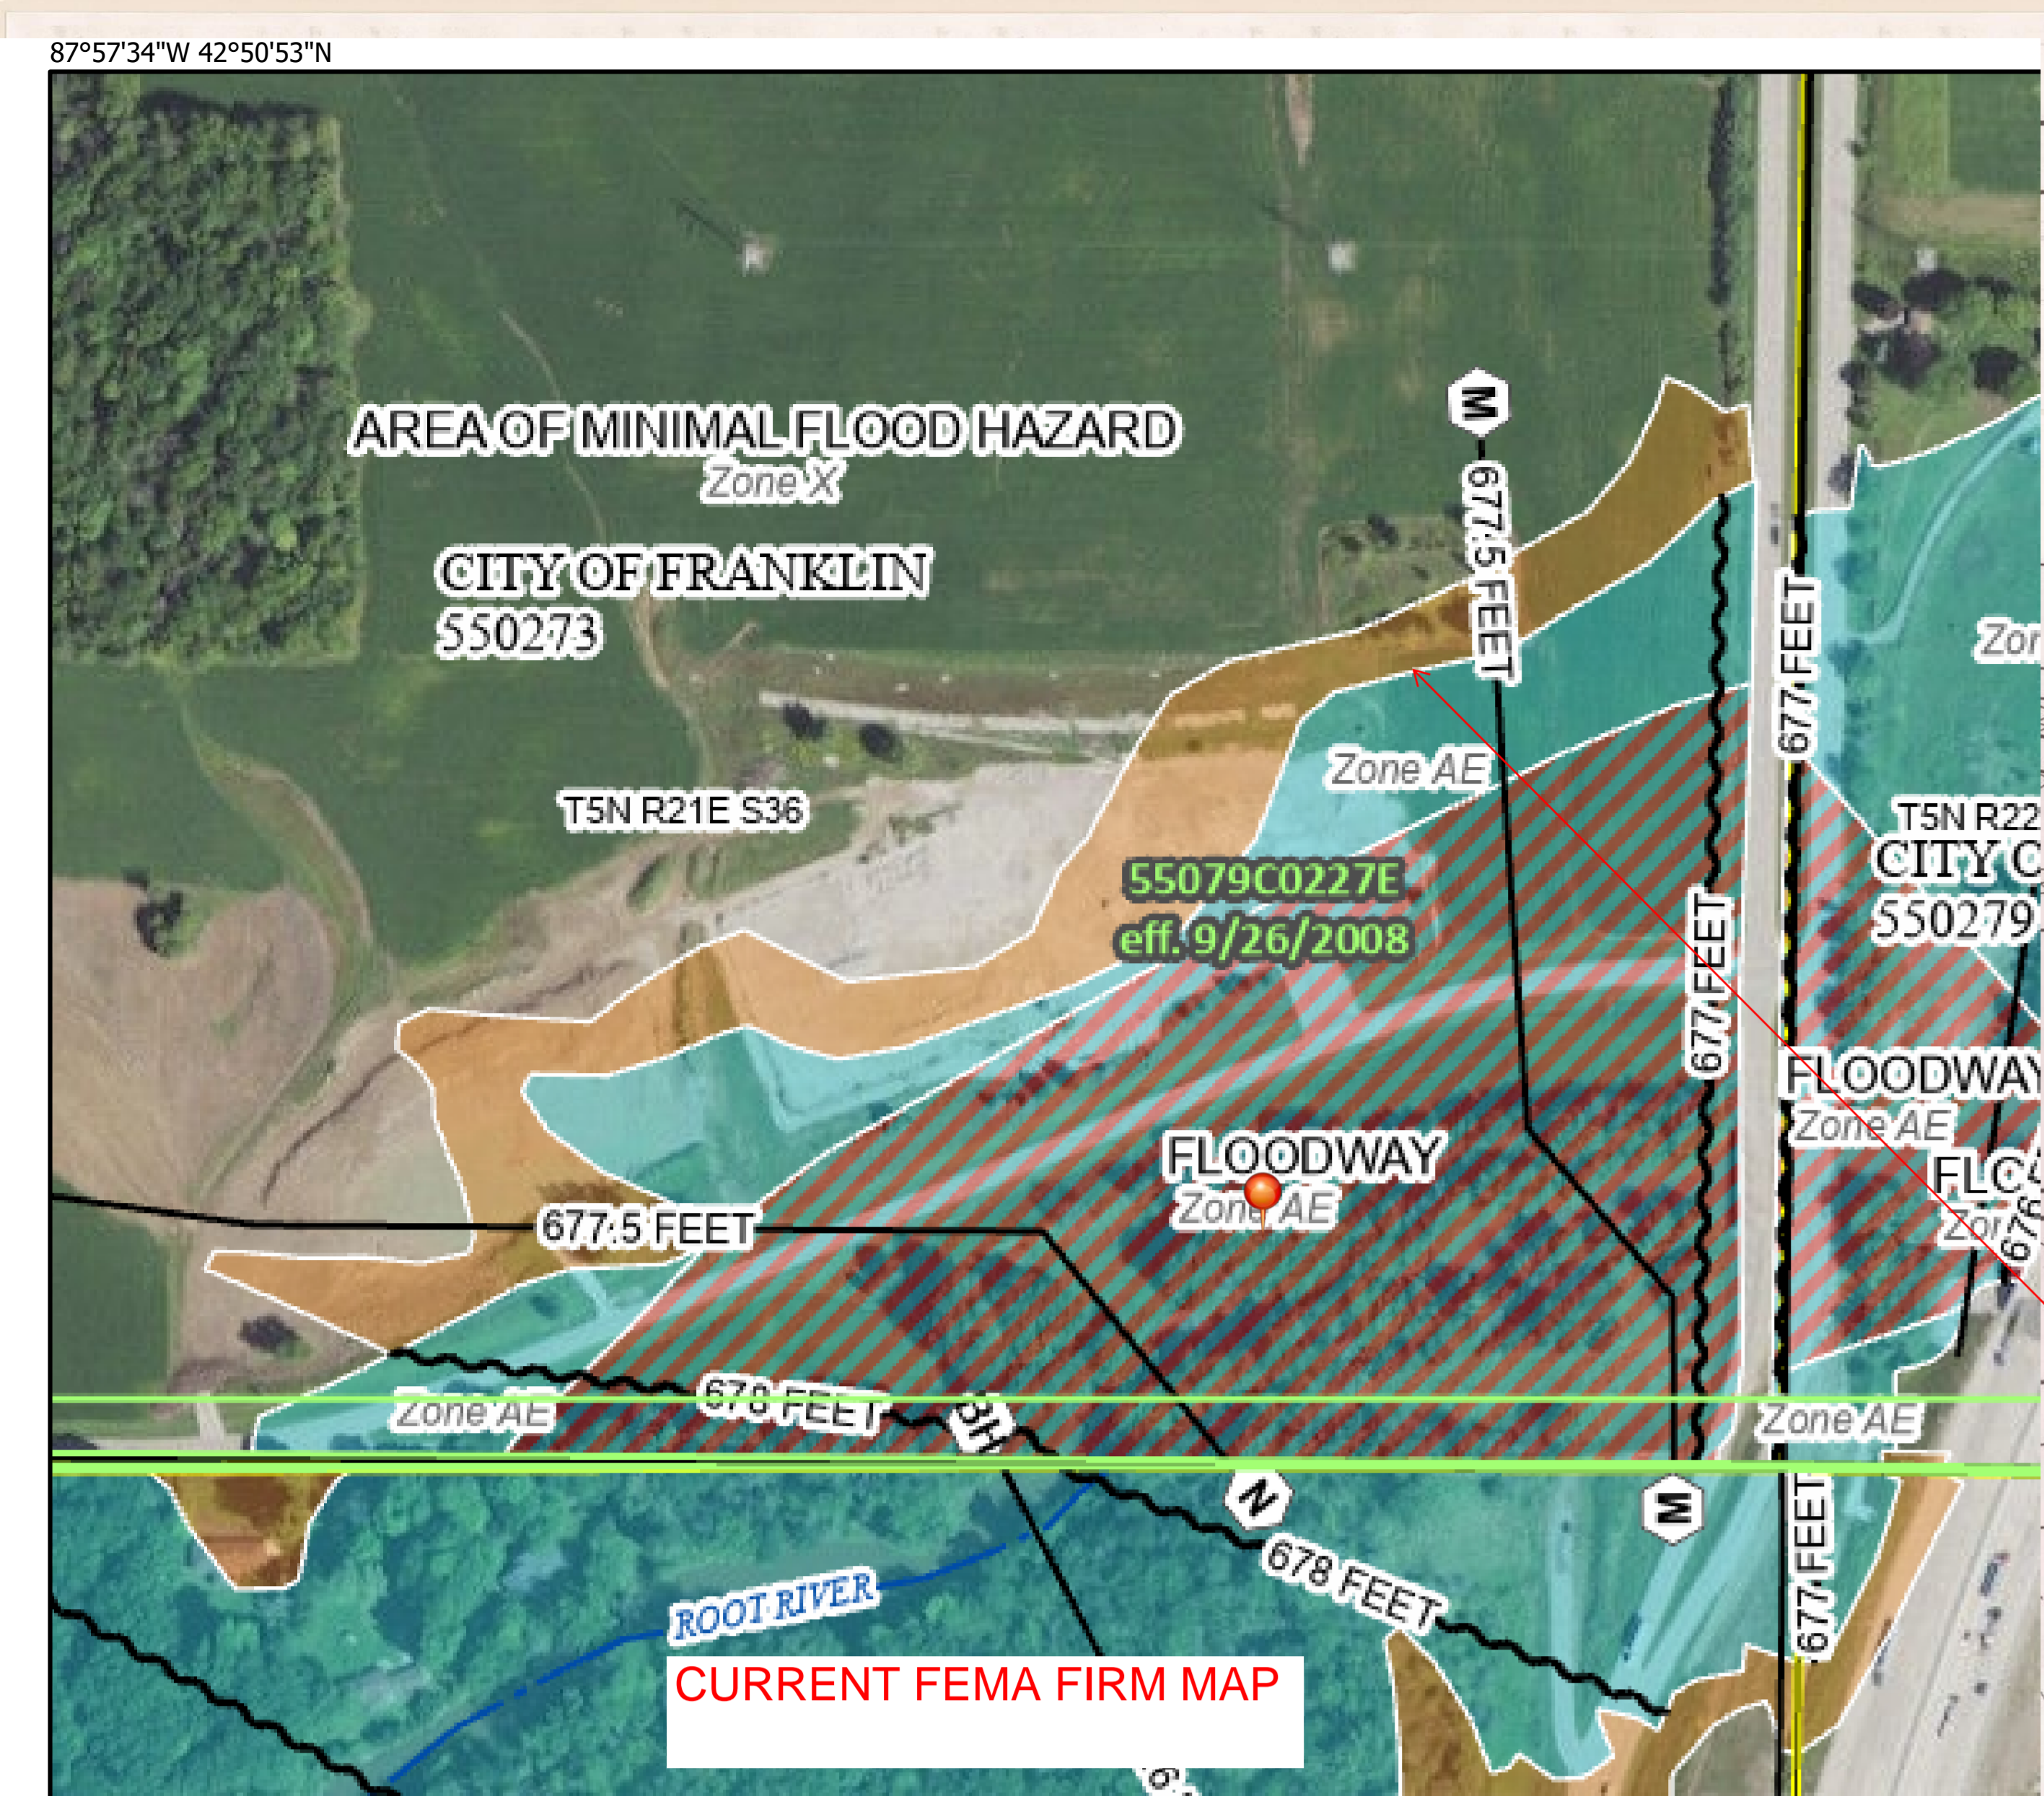 87°57'34"W 42°50'53"N
M
677.5 FEET
AREA OF MINIMAL FLOOD HAZARD
Zone X
CITY OF FRANKLIN
550273
677 FEET
Zone AE
T5N R21E S36
T5N R22
CITY
550279
55079C0227E
eff. 9/26/2008
677 FEET
FLOODWAY
Zone AE
FLOODWAY
Zone AE
676
677.5 FEET
678 FEET
BH
Zone AE
Zone AE
N
M
678 FEET
677 FEET
ROOT RIVER
CURRENT FEMA FIRM MAP